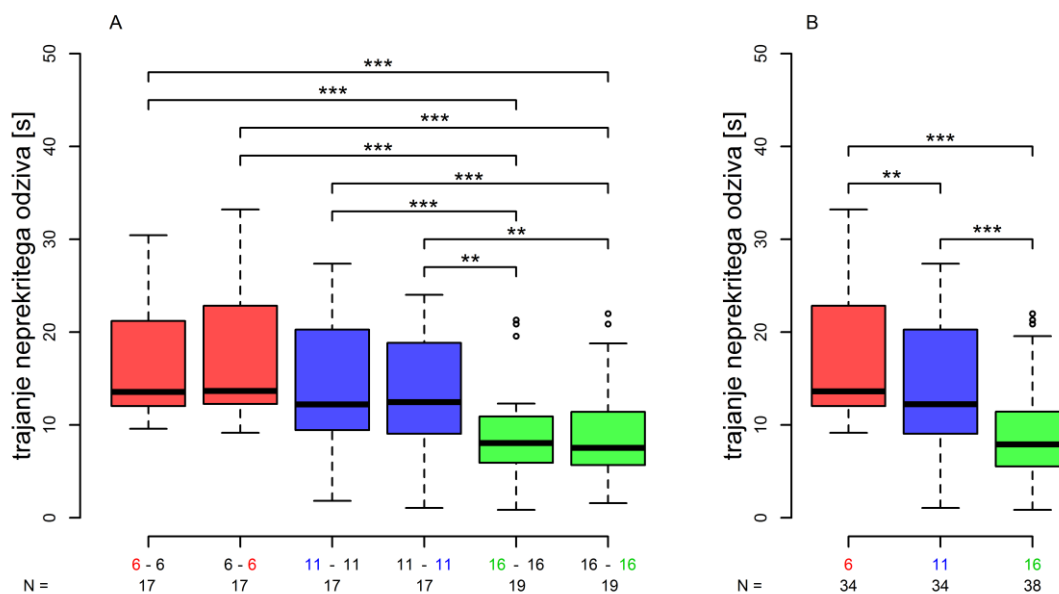 A
B
trajanje neprekritega odziva [s]
50
40
30
20
10
0
***
***
***
***
***
***
**
**
6 - 6
6 - 6
11 - 11
11 - 11
16 - 16
16 - 16
N =
17
17
17
17
19
19
trajanje neprekritega odziva [s]
50
40
30
20
10
0
***
**
***
6
11
16
N =
34
34
38